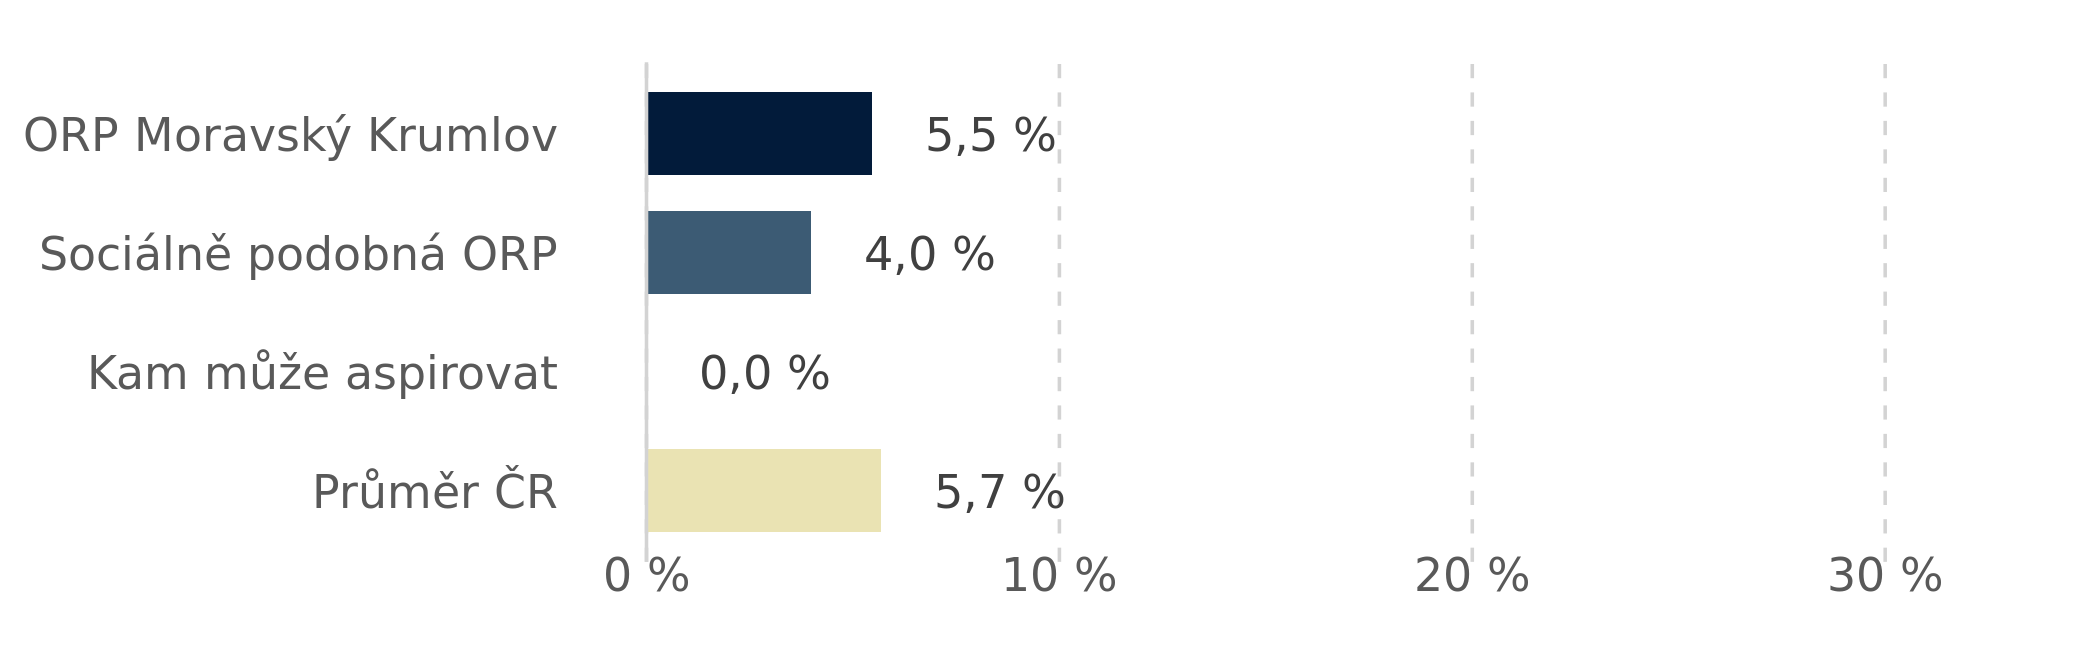 ORP Moravský Krumlov 5,5 %
Sociálně podobná ORP 4,0 %
Kam může aspirovat 0,0 %
Průměr ČR 5,7 %
0 % 10 % 20 % 30 %